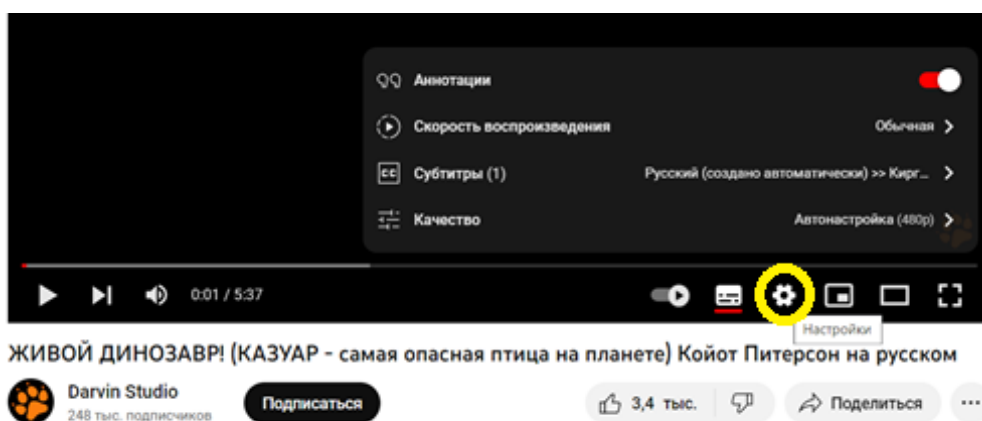 Аннотации
Скорость воспроизведения Обычная
Субтитры (1) Русский (создано автоматически) >> Кирг...
Качество Автонастройка (480p)
0:01 / 5:37
Настройки
ЖИВОЙ ДИНОЗАВР! (КАЗУАР - самая опасная птица на планете) Койот Питерсон на русском
Darvin Studio
248 тыс. подписчиков
Подписаться
3,4 тыс.
Поделиться